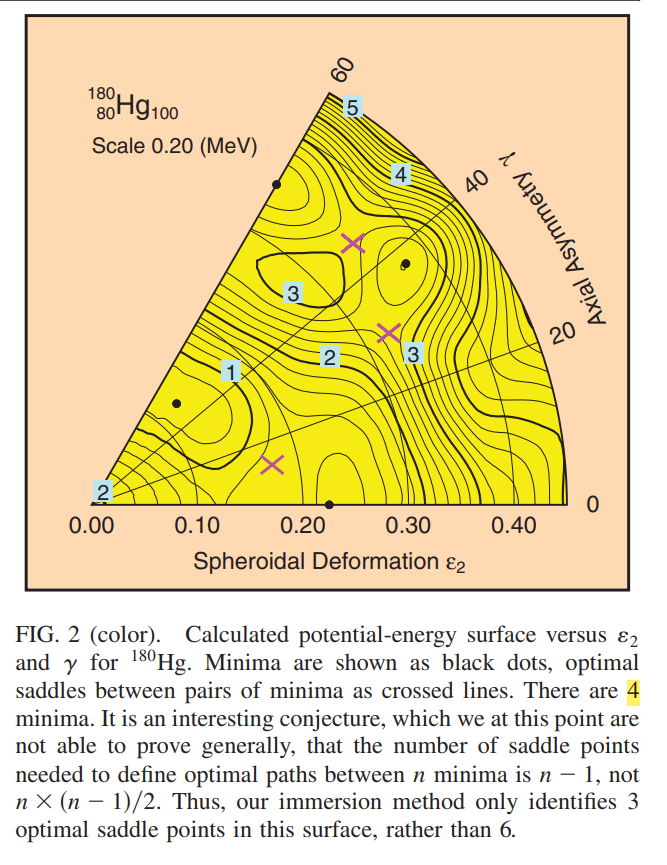 60
5
180
80Hg100
Scale 0.20 (MeV)
4
40
Axial Asymmetry γ
3
20
2
3
1
2
0
0.00 0.10 0.20 0.30 0.40
Spheroidal Deformation ε2
FIG. 2 (color). Calculated potential-energy surface versus ε2
and γ for 180Hg. Minima are shown as black dots, optimal
saddles between pairs of minima as crossed lines. There are 4
minima. It is an interesting conjecture, which we at this point are
not able to prove generally, that the number of saddle points
needed to define optimal paths between n minima is n − 1, not
n × (n − 1)/2. Thus, our immersion method only identifies 3
optimal saddle points in this surface, rather than 6.